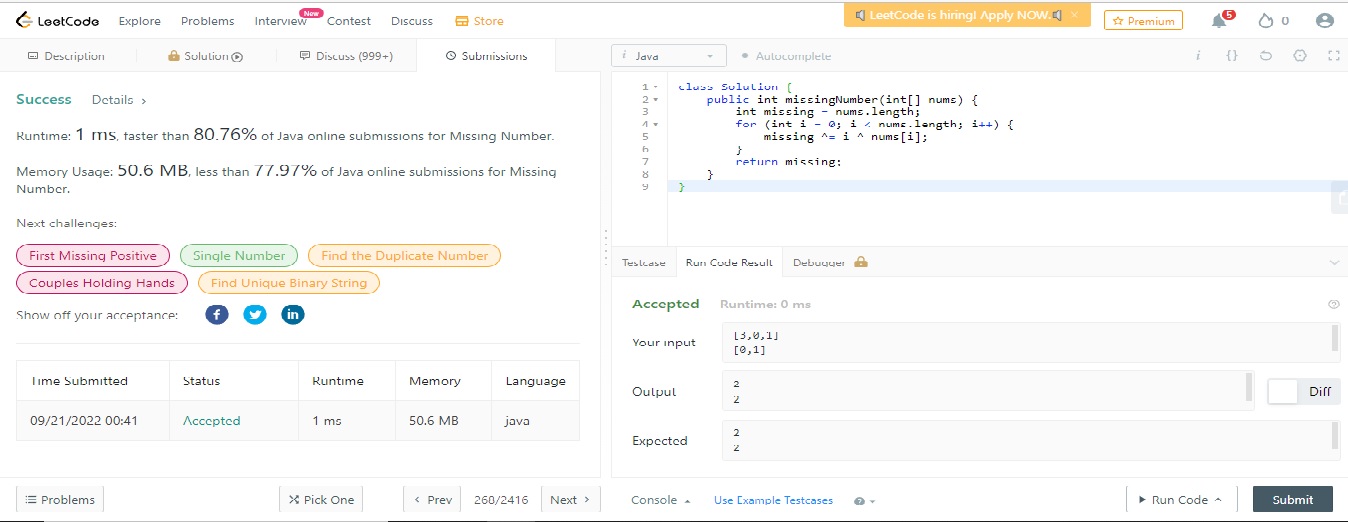 LeetCode Explore Problems Interview New Contest Discuss Store LeetCode is hiring! Apply NOW. × Premium 5 0
Description Solution Discuss (999+) Submissions
i Java Autocomplete i {}
Success Details >
Runtime: 1 ms, faster than 80.76% of Java online submissions for Missing Number.
Memory Usage: 50.6 MB, less than 77.97% of Java online submissions for Missing
Number.
Next challenges:
First Missing Positive Single Number Find the Duplicate Number
Couples Holding Hands Find Unique Binary String
Show off your acceptance:
Time Submitted Status Runtime Memory Language
09/21/2022 00:41 Accepted 1 ms 50.6 MB java
Problems Pick One < Prev 268/2416 Next >
1 class Solution {
2 public int missingNumber(int[] nums) {
3 int missing = nums.length;
4 for (int i = 0; i < nums.length; i++) {
5 missing ^= i ^ nums[i];
6 }
7 return missing;
8 }
9 }
Testcase Run Code Result Debugger
Accepted Runtime: 0 ms
Your input
[3,0,1]
[0,1]
Output
2
2
Diff
Expected
2
2
Console Use Example Testcases Run Code Submit